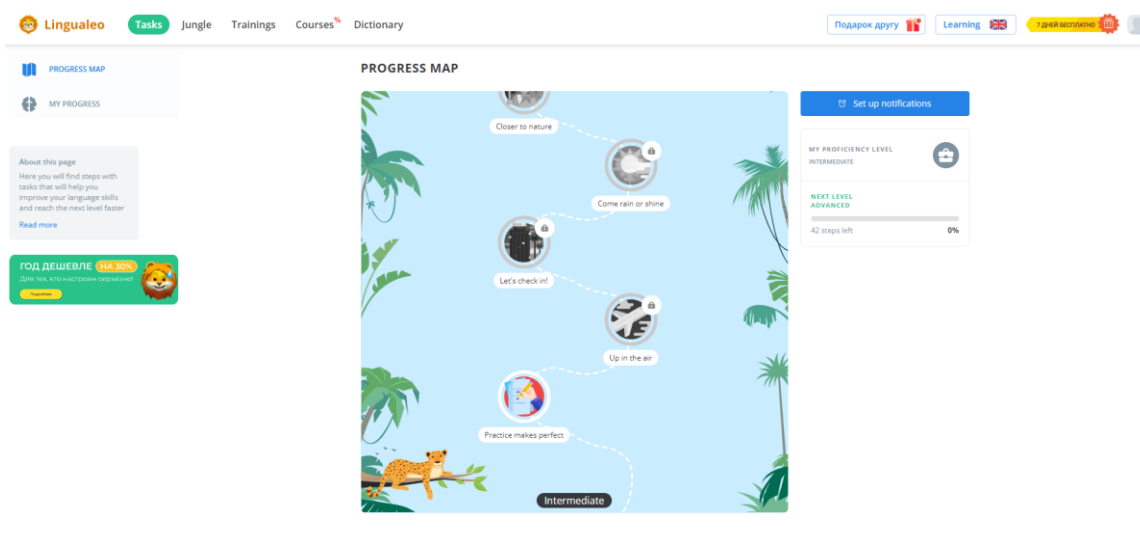 Lingualeo
Tasks
Jungle
Trainings
Courses
%
Dictionary
Подарок другу
Learning
7 ДНЕЙ БЕСПЛАТНО
PROGRESS MAP
MY PROGRESS
About this page
Here you will find steps with
tasks that will help you
improve your language skills
and reach the next level faster
Read more
ГОД ДЕШЕВЛЕ НА 30%
Для тех, кто настроен серьезно!
PROGRESS MAP
Closer to nature
Come rain or shine
Let's check in!
Up in the air
Practice makes perfect
Intermediate
Set up notifications
MY PROFICIENCY LEVEL
INTERMEDIATE
NEXT LEVEL
ADVANCED
42 steps left
0%